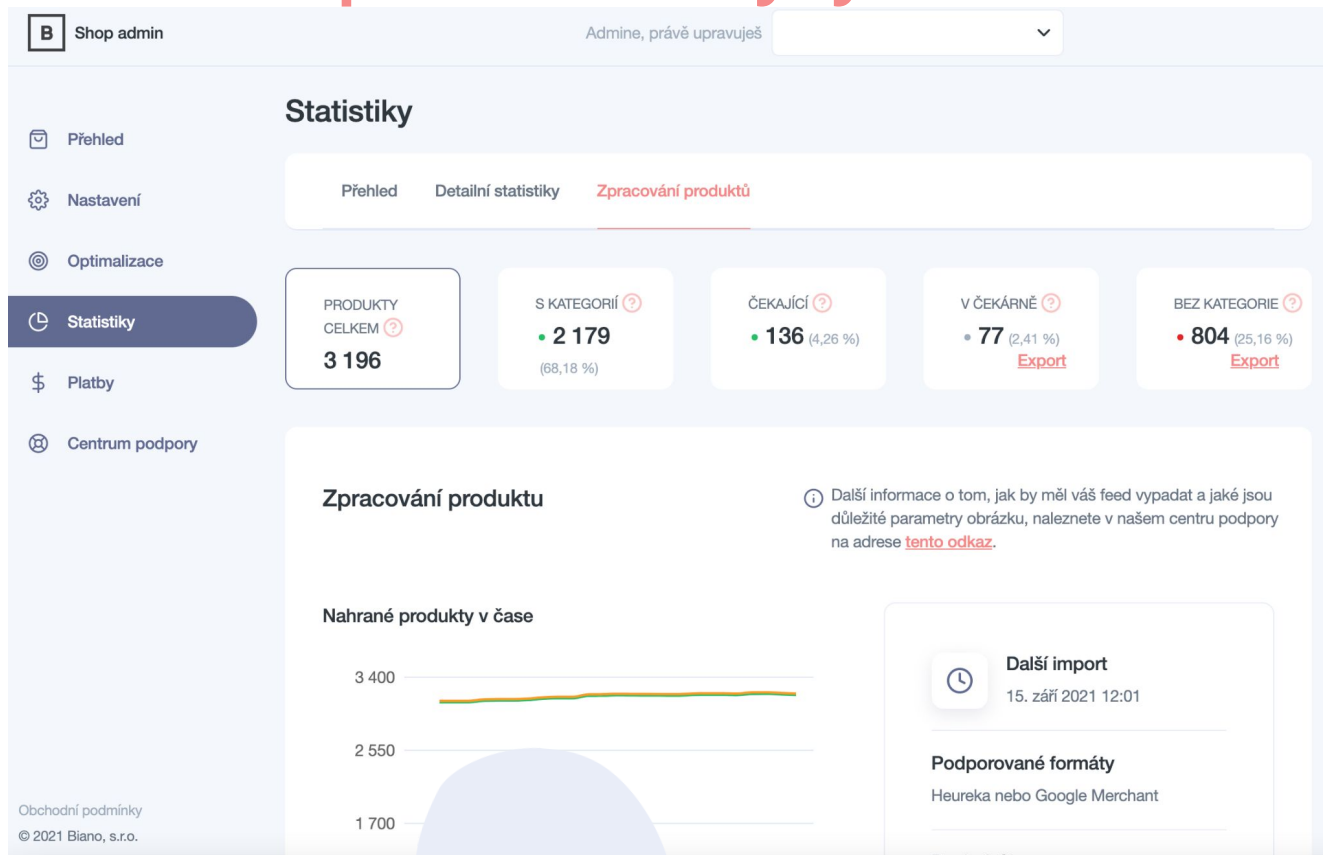 B Shop admin
Admine, právě upravuješ
Statistiky
Přehled
Nastavení
Optimalizace
Statistiky
Platby
Centrum podpory
Přehled Detailní statistiky Zpracování produktů
PRODUKTY
CELKEM ?
3 196
S KATEGORIÍ ?
2 179
(68,18 %)
ČEKAJÍCÍ ?
136 (4,26 %)
V ČEKÁRNĚ ?
77 (2,41 %)
Export
BEZ KATEGORIE ?
804 (25,16 %)
Export
Zpracování produktu
Další informace o tom, jak by měl váš feed vypadat a jaké jsou
důležité parametry obrázku, naleznete v našem centru podpory
na adrese tento odkaz.
Nahrané produkty v čase
3 400
2 550
1 700
Další import
15. září 2021 12:01
Podporované formáty
Heureka nebo Google Merchant
Obchodní podmínky
© 2021 Biano, s.r.o.